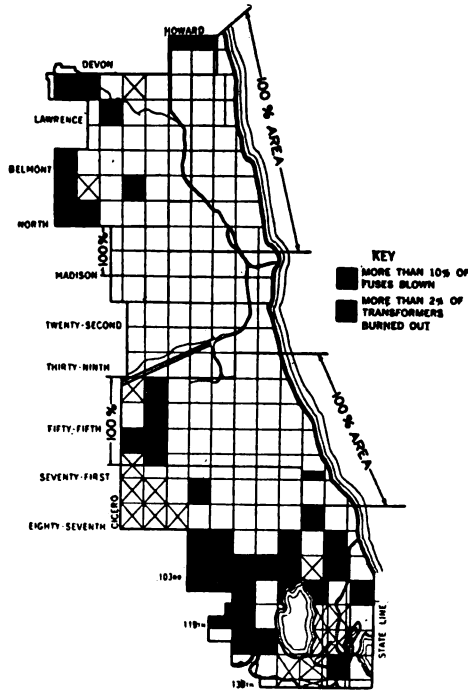 HOWARD
DEVON
100% AREA
LAWRENCE
BELMONT
NORTH
100%
MADISON
KEY
MORE THAN 10% OF
FUSES BLOWN
MORE THAN 2% OF
TRANSFORMERS
BURNED OUT
TWENTY-SECOND
THIRTY-NINTH
100% AREA
100%
FIFTY-FIFTH
SEVENTY-FIRST
CICERO
EIGHTY-SEVENTH
103RD
119TH
STATE LINE
138TH